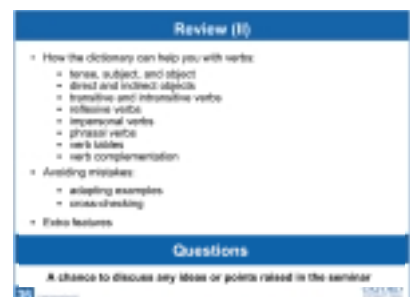 Review (II)
• How the dictionary can help you with verbs:
• tense, subject, and object
• direct and indirect objects
• transitive and intransitive verbs
• reflexive verbs
• impersonal verbs
• phrasal verbs
• verb tables
• verb complementation
• Avoiding mistakes:
• adapting examples
• cross-checking
• Extra features
Questions
A chance to discuss any ideas or points raised in the seminar